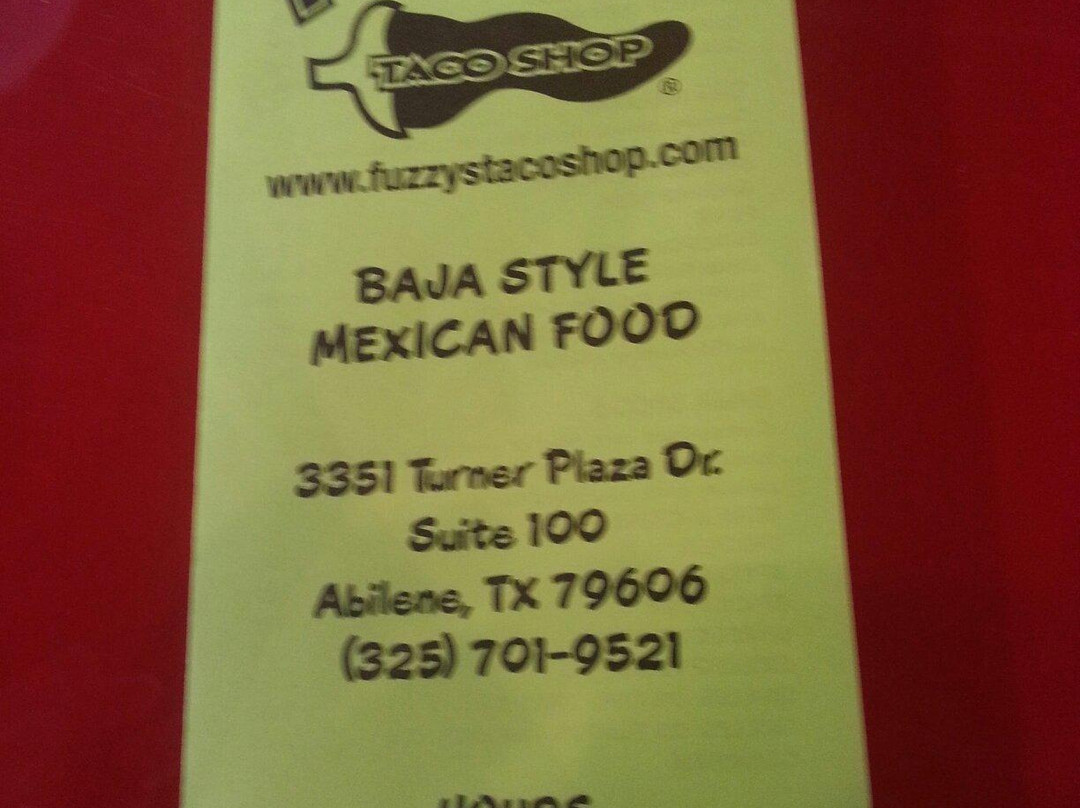 TACO SHOP
®
www.fuzzystacoshop.com
BAJA STYLE
MEXICAN FOOD
3351 Turner Plaza Dr.
Suite 100
Abilene, TX 79606
(325) 701-9521
HOURS